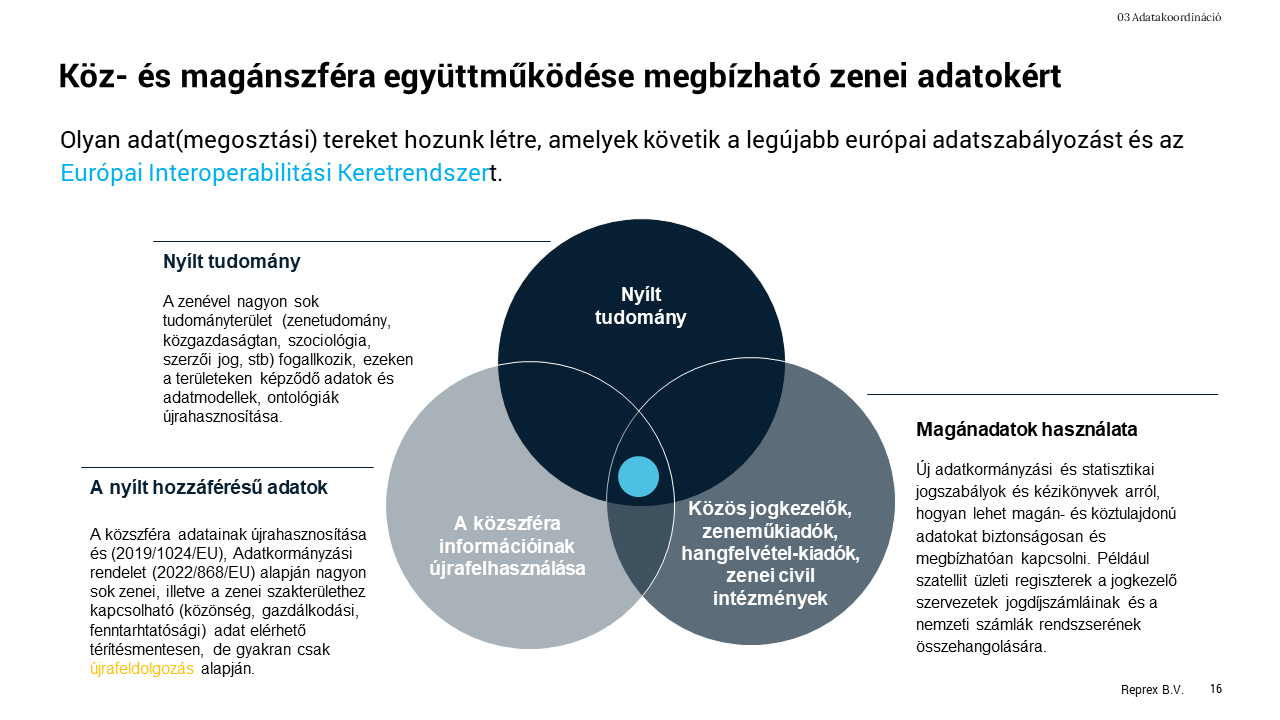 03 Adatakoordináció
Köz- és magánszféra együttműködése megbízható zenei adatokért
Olyan adat(megosztási) tereket hozunk létre, amelyek követik a legújabb európai adatszabályozást és az
Európai Interoperabilitási Keretrendszert.
Nyílt tudomány
A zenével nagyon sok
tudományterület (zenetudomány,
közgazdaságtan, szociológia,
szerzői jog, stb) fogallkozik, ezeken
a területeken képződő adatok és
adatmodellek, ontológiák
újrahasznosítása.
A nyílt hozzáférésű adatok
A közszféra adatainak újrahasznosítása
és (2019/1024/EU), Adatkormányzási
rendelet (2022/868/EU) alapján nagyon
sok zenei, illetve a zenei szakterülethez
kapcsolható (közönség, gazdálkodási,
fenntarhtatósági) adat elérhető
térítésmentesen, de gyakran csak
újrafeldolgozás alapján.
Nyílt
tudomány
A közszféra
információinak
újrafelhasználása
Közös jogkezelők,
zeneműkiadók,
hangfelvétel-kiadók,
zenei civil
intézmények
Magánadatok használata
Új adatkormányzási és statisztikai
jogszabályok és kézikönyvek arról,
hogyan lehet magán- és köztulajdonú
adatokat biztonságosan és
megbízhatóan kapcsolni. Például
szatellit üzleti regiszterek a jogkezelő
szervezetek jogdíjszámláinak és a
nemzeti számlák rendszserének
összehangolására.
Reprex B.V.
16